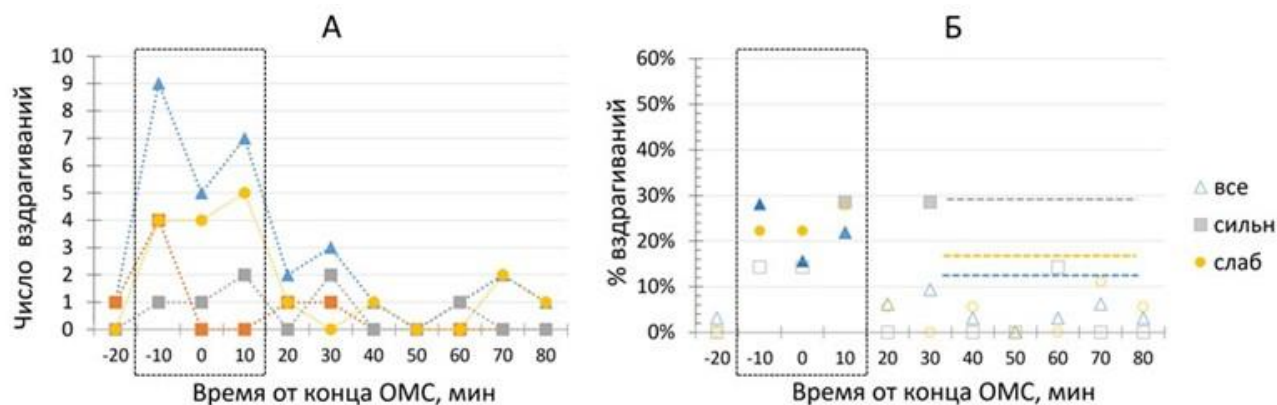 А
Число вздрагиваний
10
9
8
7
6
5
4
3
2
1
0
-20 -10 0 10 20 30 40 50 60 70 80
Время от конца ОМС, мин
Б
% вздрагиваний
60%
50%
40%
30%
20%
10%
0%
-20 -10 0 10 20 30 40 50 60 70 80
Время от конца ОМС, мин
все
сильн
слаб